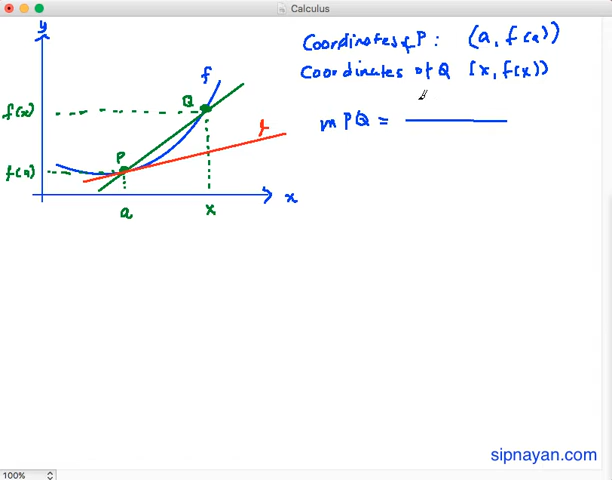 Calculus
y
Coordinates of P: (a, f(a))
f
Coordinates of Q (x, f(x))
Q
f(x)
m PQ =
P
f(a)
x
a
x
sipnayan.com
100%